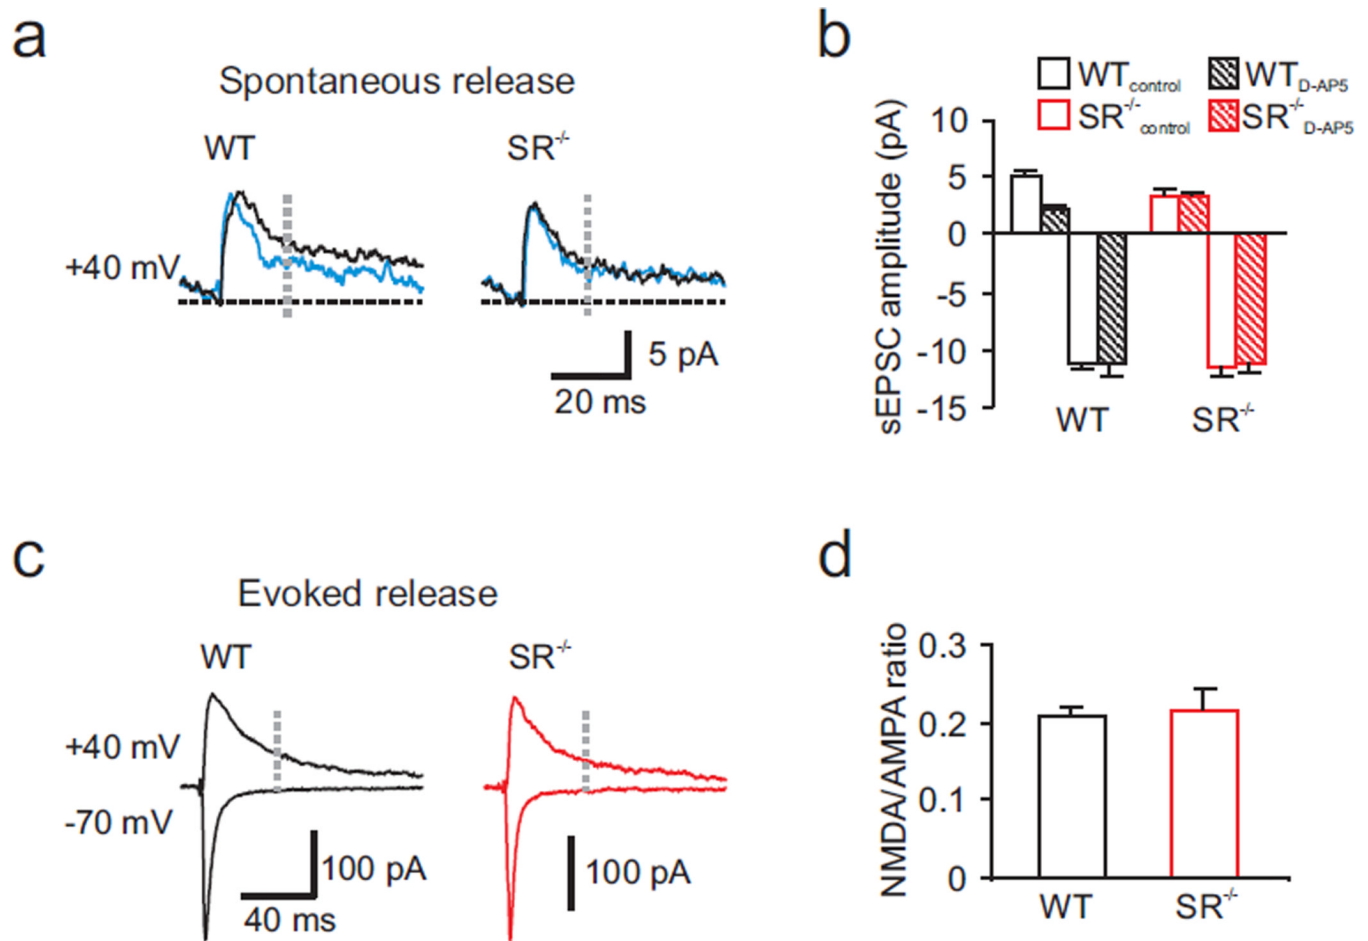 a
Spontaneous release
WT
SR-/-
+40 mV
5 pA
20 ms
b
WTcontrol
WTD-AP5
SR-/-control
SR-/-D-AP5
sEPSC amplitude (pA)
10
5
0
-5
-10
-15
WT
SR-/-
c
Evoked release
WT
SR-/-
+40 mV
-70 mV
100 pA
40 ms
100 pA
d
NMDA/AMPA ratio
0.3
0.2
0.1
0
WT
SR-/-